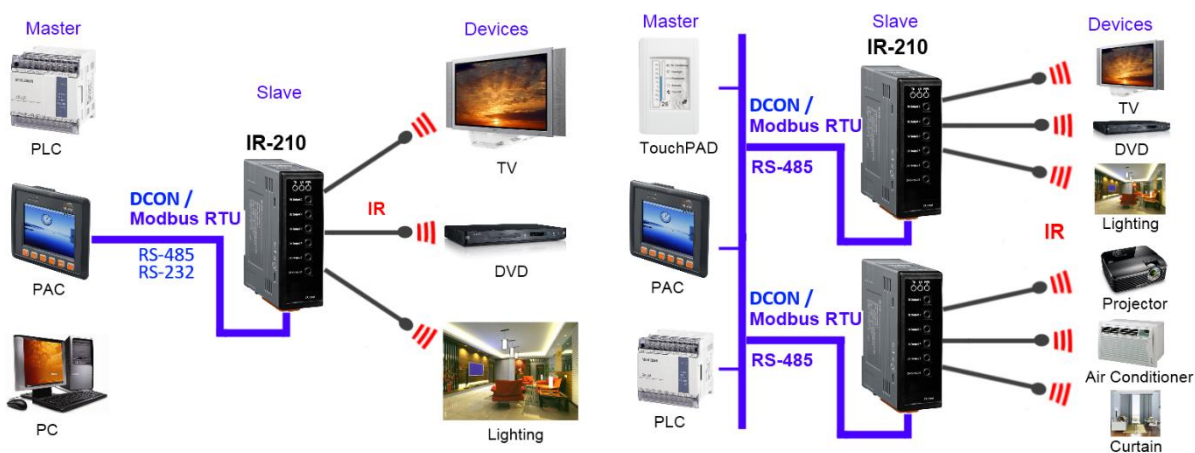 Master
PLC
PAC
PC
DCON /
Modbus RTU
RS-485
RS-232
Slave
IR-210
IR
Devices
TV
DVD
Lighting
Master
TouchPAD
PAC
PLC
DCON /
Modbus RTU
RS-485
DCON /
Modbus RTU
RS-485
Slave
IR-210
IR
Devices
TV
DVD
Lighting
Projector
Air Conditioner
Curtain